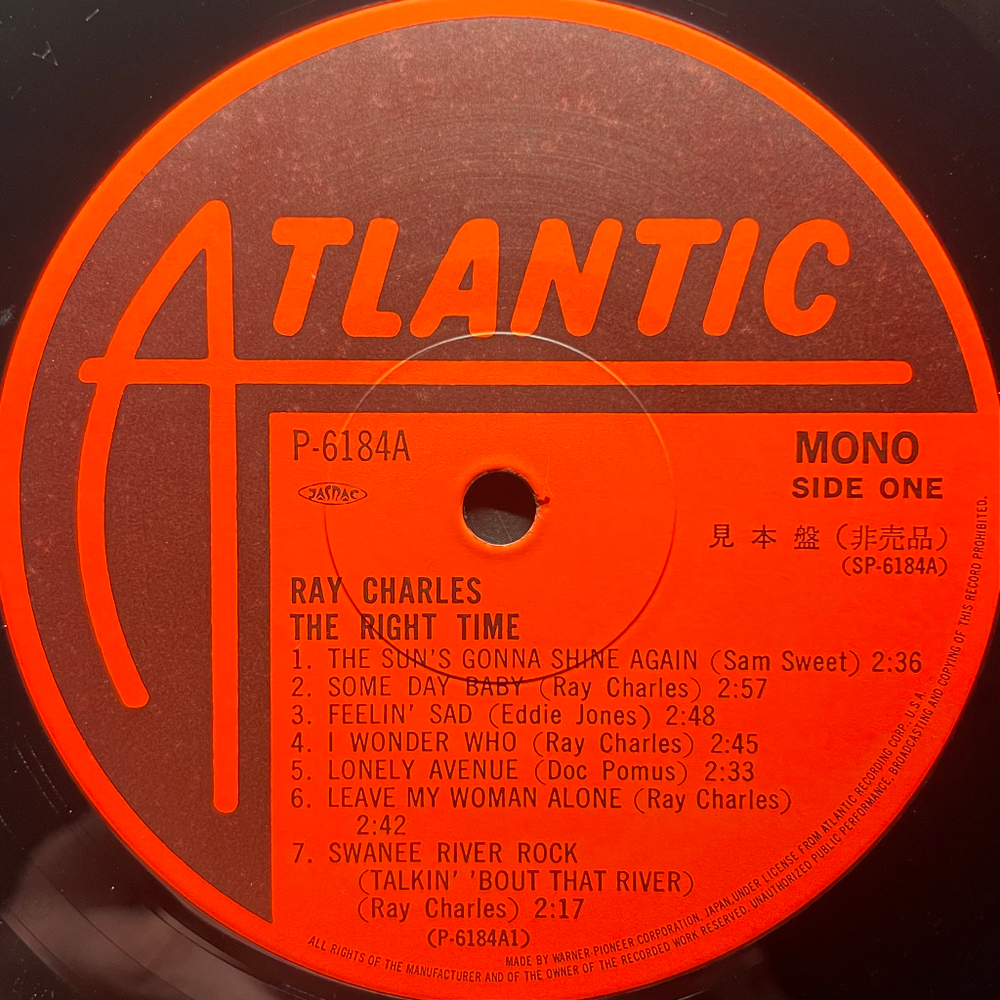 ATLANTIC
P-6184A
MONO
JASRAC
SIDE ONE
見本盤(非売品)
(SP-6184A)
RAY CHARLES
THE RIGHT TIME
1. THE SUN'S GONNA SHINE AGAIN (Sam Sweet) 2:36
2. SOME DAY BABY (Ray Charles) 2:57
3. FEELIN' SAD (Eddie Jones) 2:48
4. I WONDER WHO (Ray Charles) 2:45
5. LONELY AVENUE (Doc Pomus) 2:33
6. LEAVE MY WOMAN ALONE (Ray Charles)
2:42
7. SWANEE RIVER ROCK
(TALKIN' 'BOUT THAT RIVER)
(Ray Charles) 2:17
(P-6184A1)
MADE BY WARNER-PIONEER CORPORATION, JAPAN, UNDER LICENSE FROM ATLANTIC RECORDING CORP., U.S.A.
ALL RIGHTS OF THE MANUFACTURER AND OF THE OWNER OF THE RECORDED WORK RESERVED. UNAUTHORIZED PUBLIC PERFORMANCE, BROADCASTING AND COPYING OF THIS RECORD PROHIBITED.